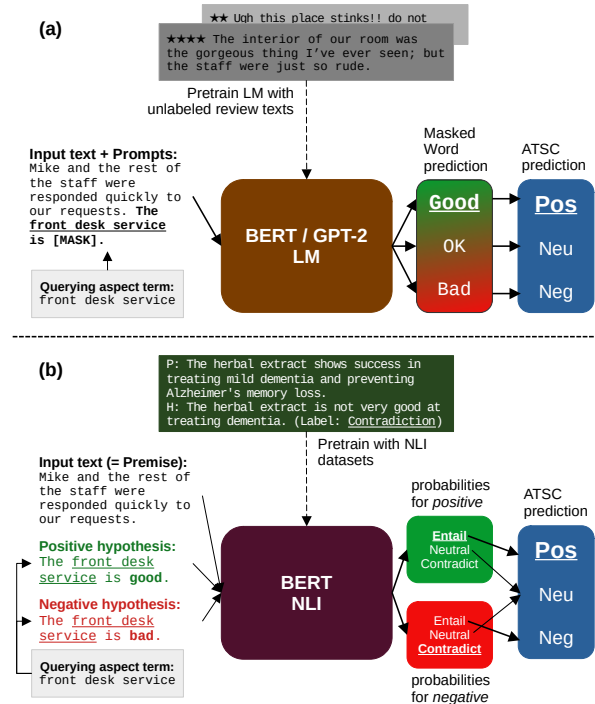 (a)
★★ Ugh this place stinks!! do not
★★★★ The interior of our room was
the gorgeous thing I've ever seen; but
the staff were just so rude.
Pretrain LM with
unlabeled review texts
Input text + Prompts:
Mike and the rest of
the staff were
responded quickly to
our requests. The
front desk service
is [MASK].
Querying aspect term:
front desk service
BERT / GPT-2
LM
Masked
Word
prediction
Good
OK
Bad
ATSC
prediction
Pos
Neu
Neg
(b)
P: The herbal extract shows success in
treating mild dementia and preventing
Alzheimer's memory loss.
H: The herbal extract is not very good at
treating dementia. (Label: Contradiction)
Pretrain with NLI
datasets
Input text (= Premise):
Mike and the rest of
the staff were
responded quickly to
our requests.
Positive hypothesis:
The front desk
service is good.
Negative hypothesis:
The front desk
service is bad.
Querying aspect term:
front desk service
BERT
NLI
probabilities
for positive
Entail
Neutral
Contradict
Entail
Neutral
Contradict
probabilities
for negative
ATSC
prediction
Pos
Neu
Neg